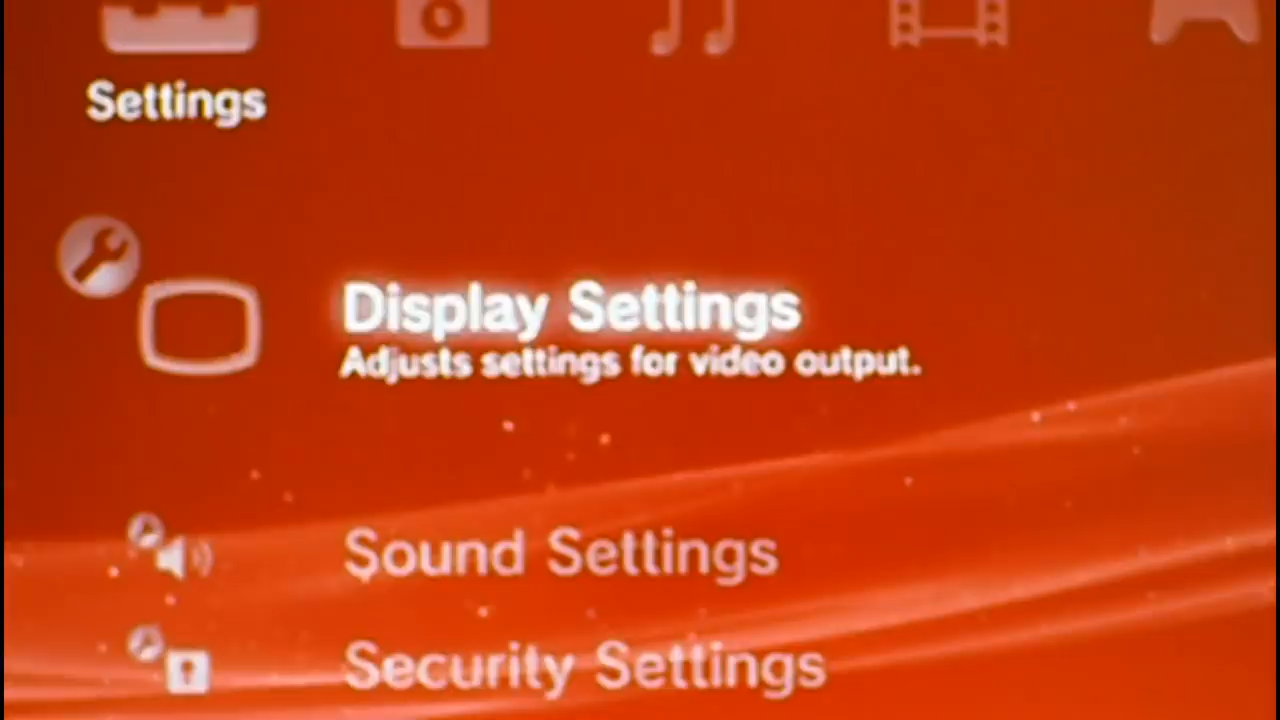 Settings
Display Settings
Adjusts settings for video output.
Sound Settings
Security Settings